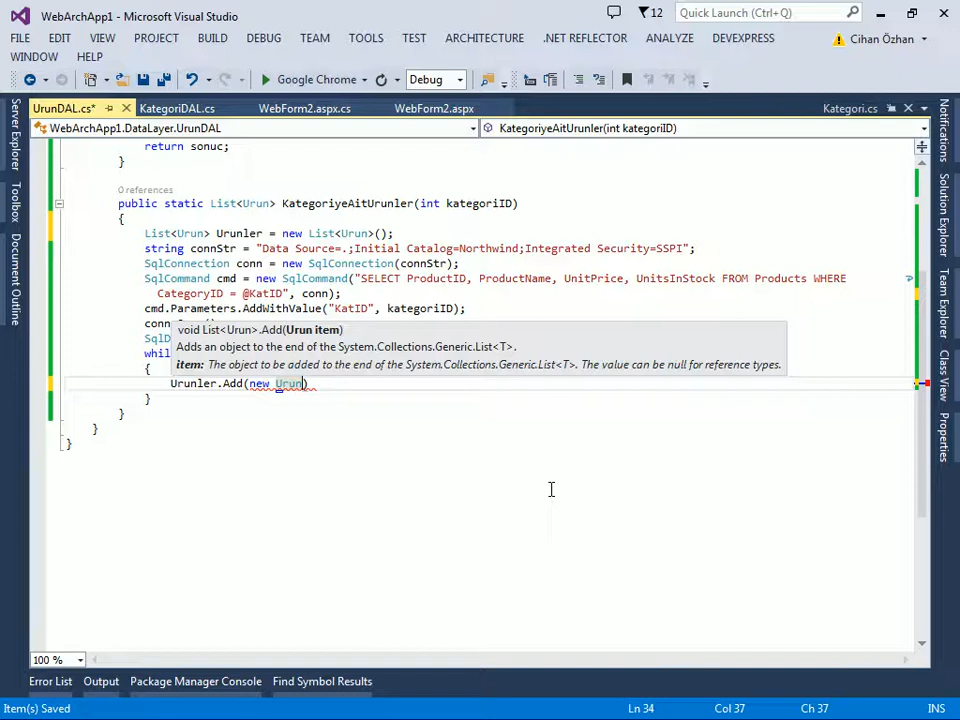 WebArchApp1 - Microsoft Visual Studio
12
Quick Launch (Ctrl+Q)
FILE EDIT VIEW PROJECT BUILD DEBUG TEAM TOOLS TEST ARCHITECTURE .NET REFLECTOR ANALYZE DEVEXPRESS
Cihan Özhan
WINDOW HELP
Google Chrome
Debug
UrunDAL.cs*
KategoriDAL.cs
WebForm2.aspx.cs
WebForm2.aspx
Kategori.cs
WebArchApp1.DataLayer.UrunDAL
KategoriyeAitUrunler(int kategoriID)
return sonuc;
}
0 references
public static List<Urun> KategoriyeAitUrunler(int kategoriID)
{
List<Urun> Urunler = new List<Urun>();
string connStr = "Data Source=.;Initial Catalog=Northwind;Integrated Security=SSPI";
SqlConnection conn = new SqlConnection(connStr);
SqlCommand cmd = new SqlCommand("SELECT ProductID, ProductName, UnitPrice, UnitsInStock FROM Products WHERE
CategoryID = @KatID", conn);
cmd.Parameters.AddWithValue("KatID", kategoriID);
void List<Urun>.Add(Urun item)
Adds an object to the end of the System.Collections.Generic.List<T>.
item: The object to be added to the end of the System.Collections.Generic.List<T>. The value can be null for reference types.
{
Urunler.Add(new Urun)
}
}
}
}
Server Explorer
Toolbox
Document Outline
Notifications
Solution Explorer
Team Explorer
Class View
Properties
100 %
Error List
Output
Package Manager Console
Find Symbol Results
Item(s) Saved
Ln 34
Col 37
Ch 37
INS